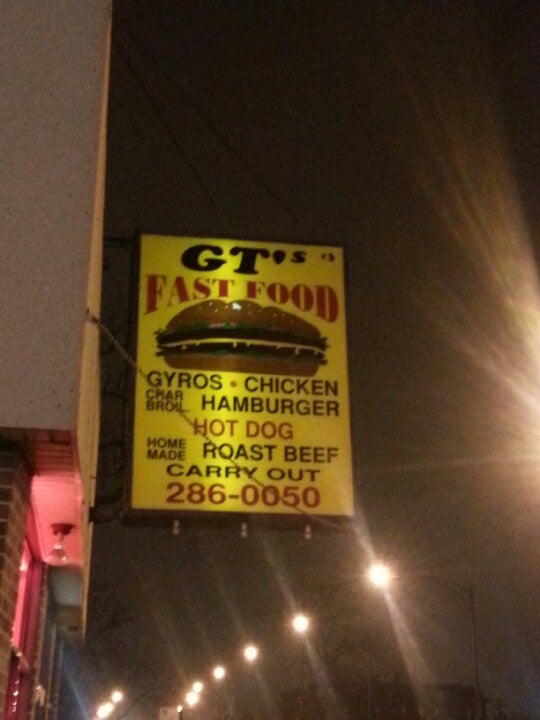 GT's #3
FAST FOOD
GYROS • CHICKEN
CHAR BROIL HAMBURGER
HOT DOG
HOME MADE ROAST BEEF
CARRY OUT
286-0050